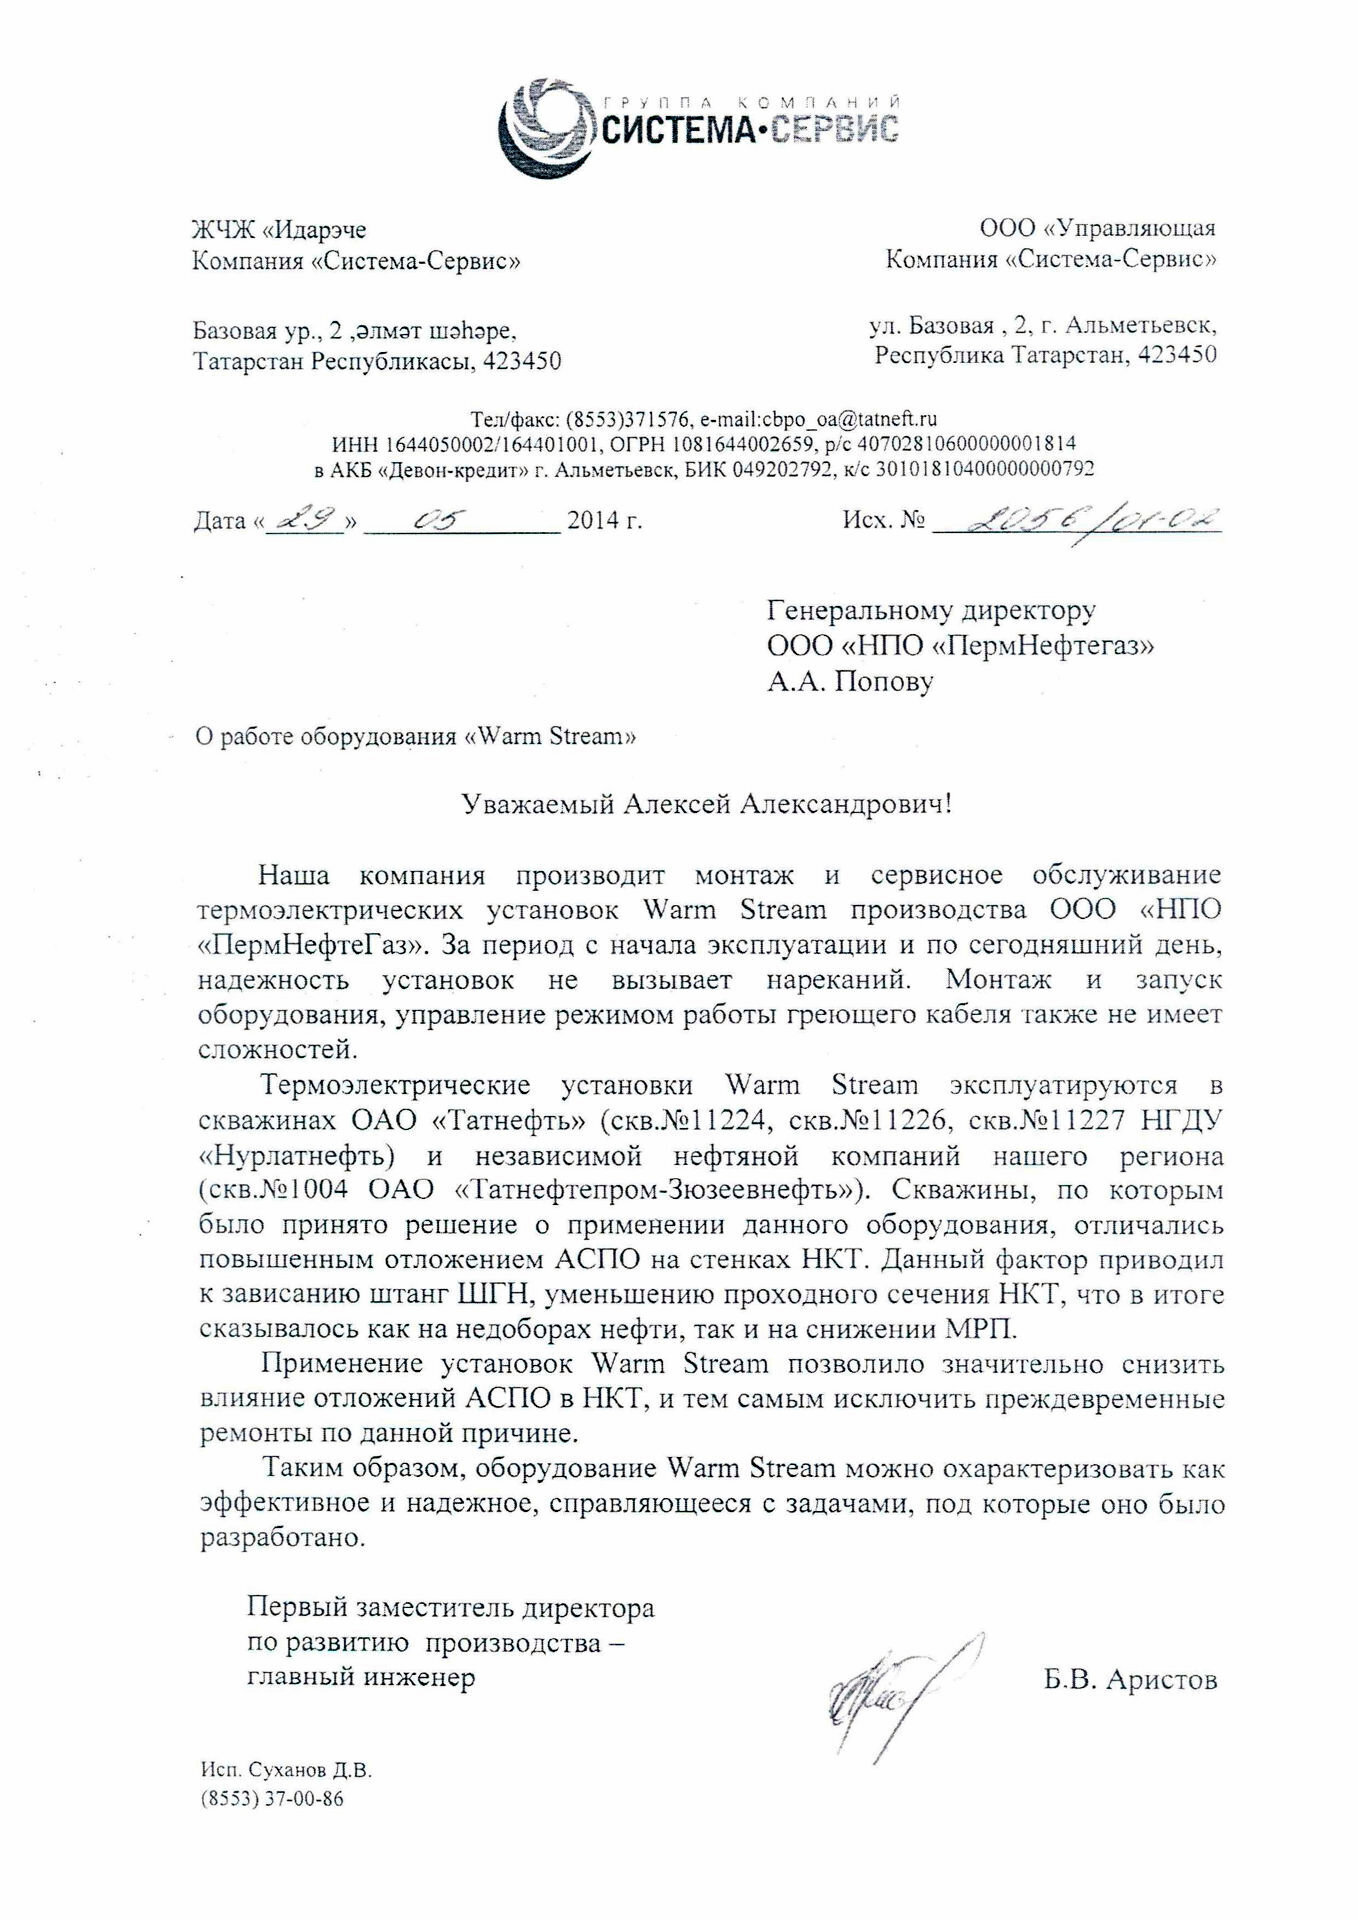 ГРУППА КОМПАНИЙ
СИСТЕМА•СЕРВИС
ЖЧЖ «Идарэче
Компания «Система-Сервис»
ООО «Управляющая
Компания «Система-Сервис»
Базовая ур., 2 ,әлмәт шәһәре,
Татарстан Республикасы, 423450
ул. Базовая , 2, г. Альметьевск,
Республика Татарстан, 423450
Тел/факс: (8553)371576, e-mail:cbpo_oa@tatneft.ru
ИНН 1644050002/164401001, ОГРН 1081644002659, р/с 40702810600000001814
в АКБ «Девон-кредит» г. Альметьевск, БИК 049202792, к/с 30101810400000000792
Дата « 29 » 05 2014 г.
Исх. № 2056/01-02
Генеральному директору
ООО «НПО «ПермНефтегаз»
А.А. Попову
О работе оборудования «Warm Stream»
Уважаемый Алексей Александрович!
Наша компания производит монтаж и сервисное обслуживание
термоэлектрических установок Warm Stream производства ООО «НПО
«ПермНефтеГаз». За период с начала эксплуатации и по сегодняшний день,
надежность установок не вызывает нареканий. Монтаж и запуск
оборудования, управление режимом работы греющего кабеля также не имеет
сложностей.
Термоэлектрические установки Warm Stream эксплуатируются в
скважинах ОАО «Татнефть» (скв.№11224, скв.№11226, скв.№11227 НГДУ
«Нурлатнефть) и независимой нефтяной компаний нашего региона
(скв.№1004 ОАО «Татнефтепром-Зюзеевнефть»). Скважины, по которым
было принято решение о применении данного оборудования, отличались
повышенным отложением АСПО на стенках НКТ. Данный фактор приводил
к зависанию штанг ШГН, уменьшению проходного сечения НКТ, что в итоге
сказывалось как на недоборах нефти, так и на снижении МРП.
Применение установок Warm Stream позволило значительно снизить
влияние отложений АСПО в НКТ, и тем самым исключить преждевременные
ремонты по данной причине.
Таким образом, оборудование Warm Stream можно охарактеризовать как
эффективное и надежное, справляющееся с задачами, под которые оно было
разработано.
Первый заместитель директора
по развитию производства –
главный инженер
Б.В. Аристов
Исп. Суханов Д.В.
(8553) 37-00-86